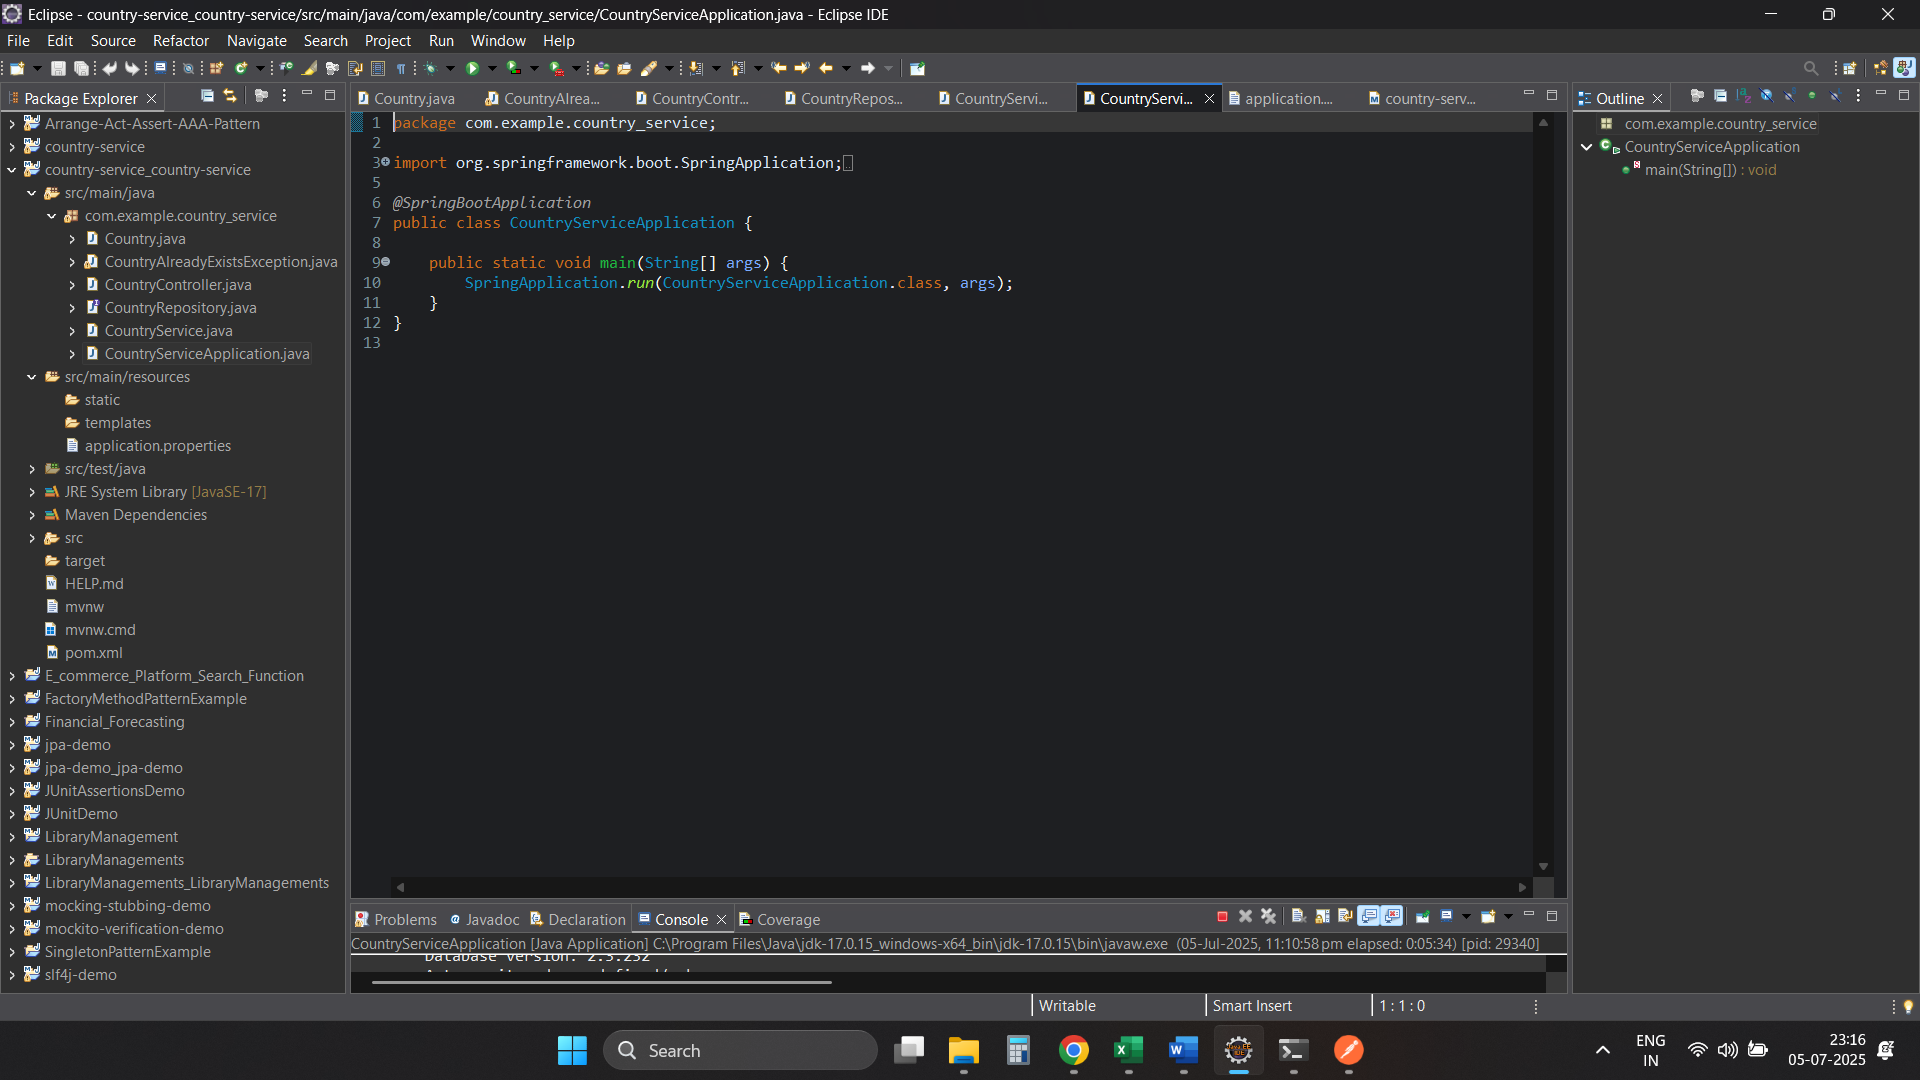 Eclipse - country-service_country-service/src/main/java/com/example/country_service/CountryServiceApplication.java - Eclipse IDE
File Edit Source Refactor Navigate Search Project Run Window Help
Package Explorer
Arrange-Act-Assert-AAA-Pattern
country-service
country-service_country-service
src/main/java
com.example.country_service
Country.java
CountryAlreadyExistsException.java
CountryController.java
CountryRepository.java
CountryService.java
CountryServiceApplication.java
src/main/resources
static
templates
application.properties
src/test/java
JRE System Library [JavaSE-17]
Maven Dependencies
src
target
HELP.md
mvnw
mvnw.cmd
pom.xml
E_commerce_Platform_Search_Function
FactoryMethodPatternExample
Financial_Forecasting
jpa-demo
jpa-demo_jpa-demo
JUnitAssertionsDemo
JUnitDemo
LibraryManagement
LibraryManagements
LibraryManagements_LibraryManagements
mocking-stubbing-demo
mockito-verification-demo
SingletonPatternExample
slf4j-demo
Country.java CountryAlrea... CountryContr... CountryRepos... CountryServi... CountryServi... application.... country-serv...
1 package com.example.country_service;
2
3 import org.springframework.boot.SpringApplication;
5
6 @SpringBootApplication
7 public class CountryServiceApplication {
8
9 public static void main(String[] args) {
10 SpringApplication.run(CountryServiceApplication.class, args);
11 }
12 }
13
Outline
com.example.country_service
CountryServiceApplication
main(String[]) : void
Problems Javadoc Declaration Console Coverage
CountryServiceApplication [Java Application] C:\Program Files\Java\jdk-17.0.15_windows-x64_bin\jdk-17.0.15\bin\javaw.exe (05-Jul-2025, 11:10:58 pm elapsed: 0:05:34) [pid: 29340]
Database version: 2.3.232
Writable Smart Insert 1 : 1 : 0
Search
ENG
IN
23:16
05-07-2025